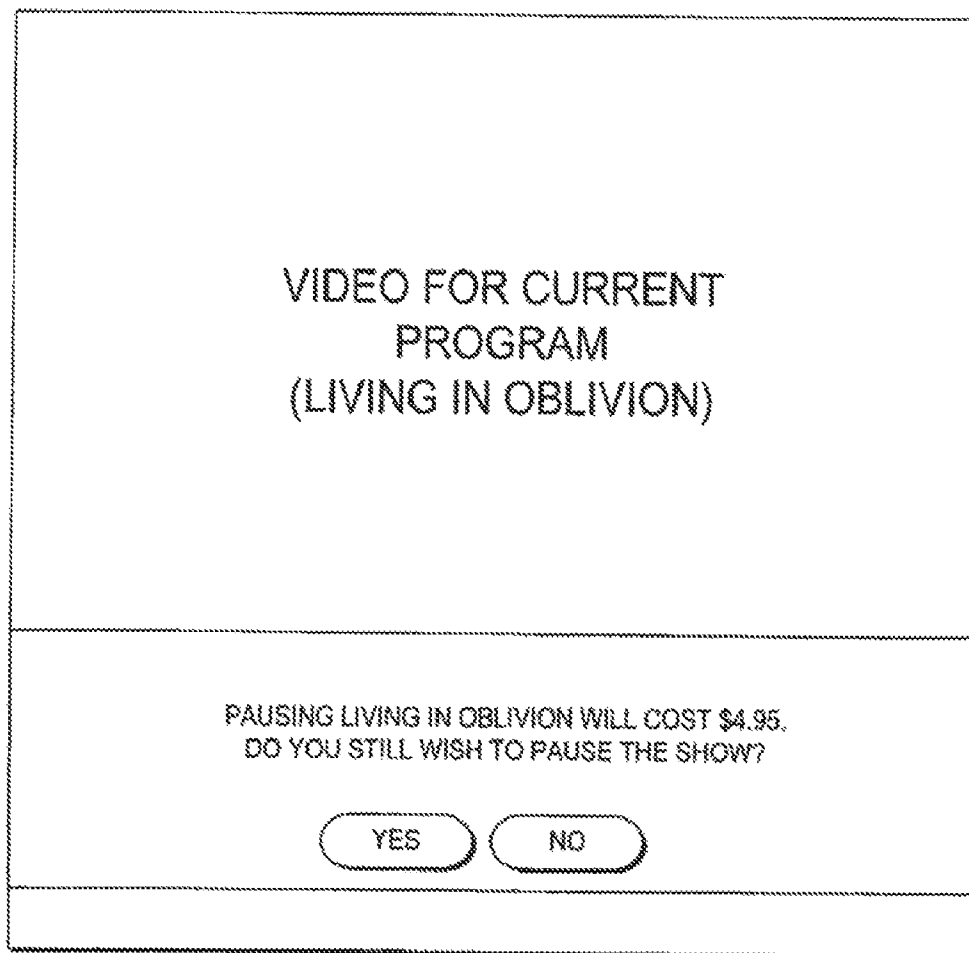 VIDEO FOR CURRENT
PROGRAM
(LIVING IN OBLIVION)
PAUSING LIVING IN OBLIVION WILL COST $4.95.
DO YOU STILL WISH TO PAUSE THE SHOW?
YES NO